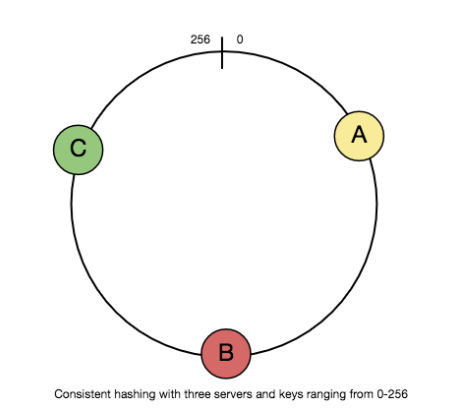 256 0
A
C
B
Consistent hashing with three servers and keys ranging from 0-256